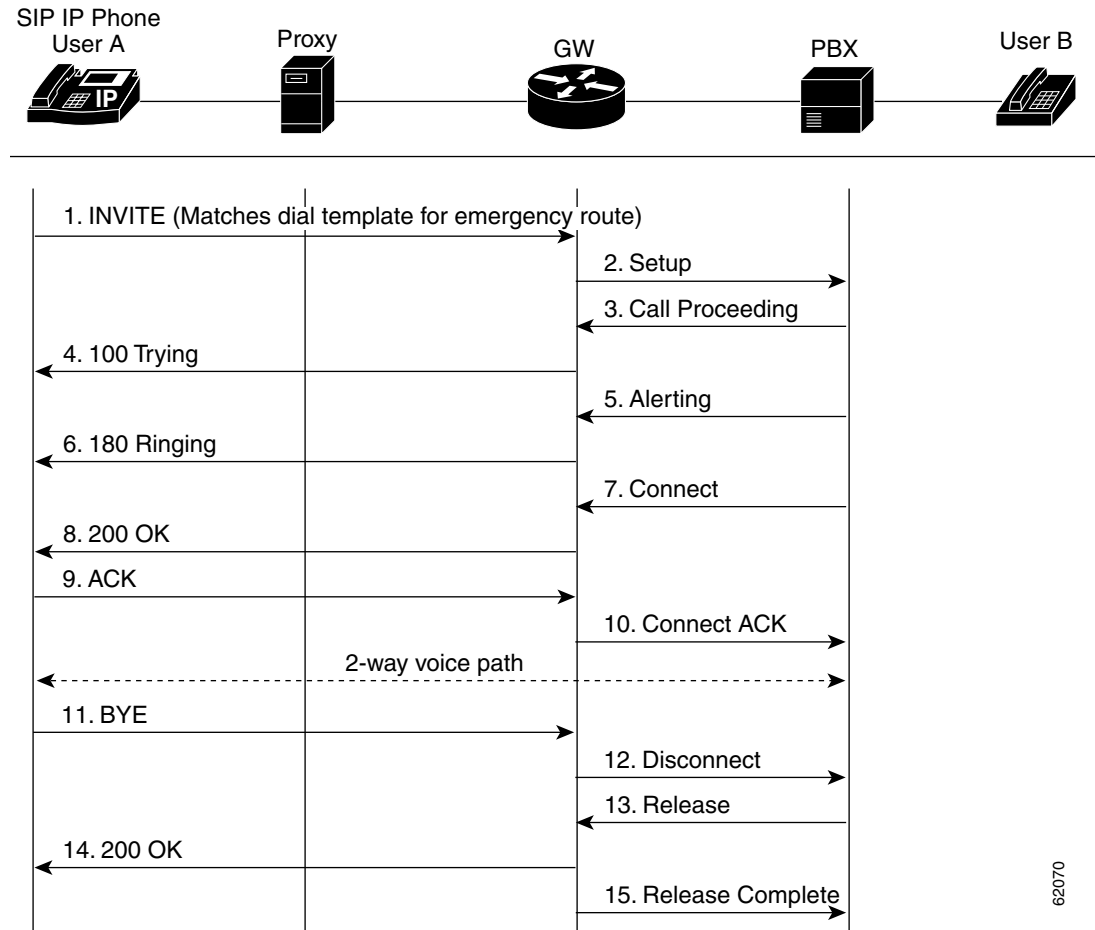 SIP IP Phone
User A
Proxy
GW
PBX
User B
IP
1. INVITE (Matches dial template for emergency route)
2. Setup
3. Call Proceeding
4. 100 Trying
5. Alerting
6. 180 Ringing
7. Connect
8. 200 OK
9. ACK
10. Connect ACK
2-way voice path
11. BYE
12. Disconnect
13. Release
14. 200 OK
15. Release Complete
62070